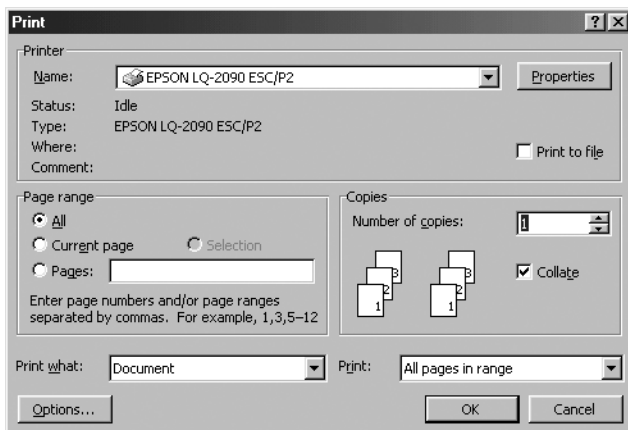 Print
Printer
Name: EPSON LQ-2090 ESC/P2 Properties
Status: Idle
Type: EPSON LQ-2090 ESC/P2
Where:
Comment:
Print to file
Page range
All
Current page Selection
Pages:
Enter page numbers and/or page ranges
separated by commas. For example, 1,3,5–12
Copies
Number of copies: 1
3 3
2 2
1 1
Collate
Print what: Document
Print: All pages in range
Options... OK Cancel